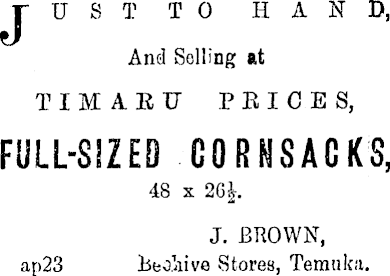 JUST TO HAND,
And Selling at
TIMARU PRICES,
FULL-SIZED CORNSACKS,
48 x 26½.
J. BROWN,
ap23 Beehive Stores, Temuka.